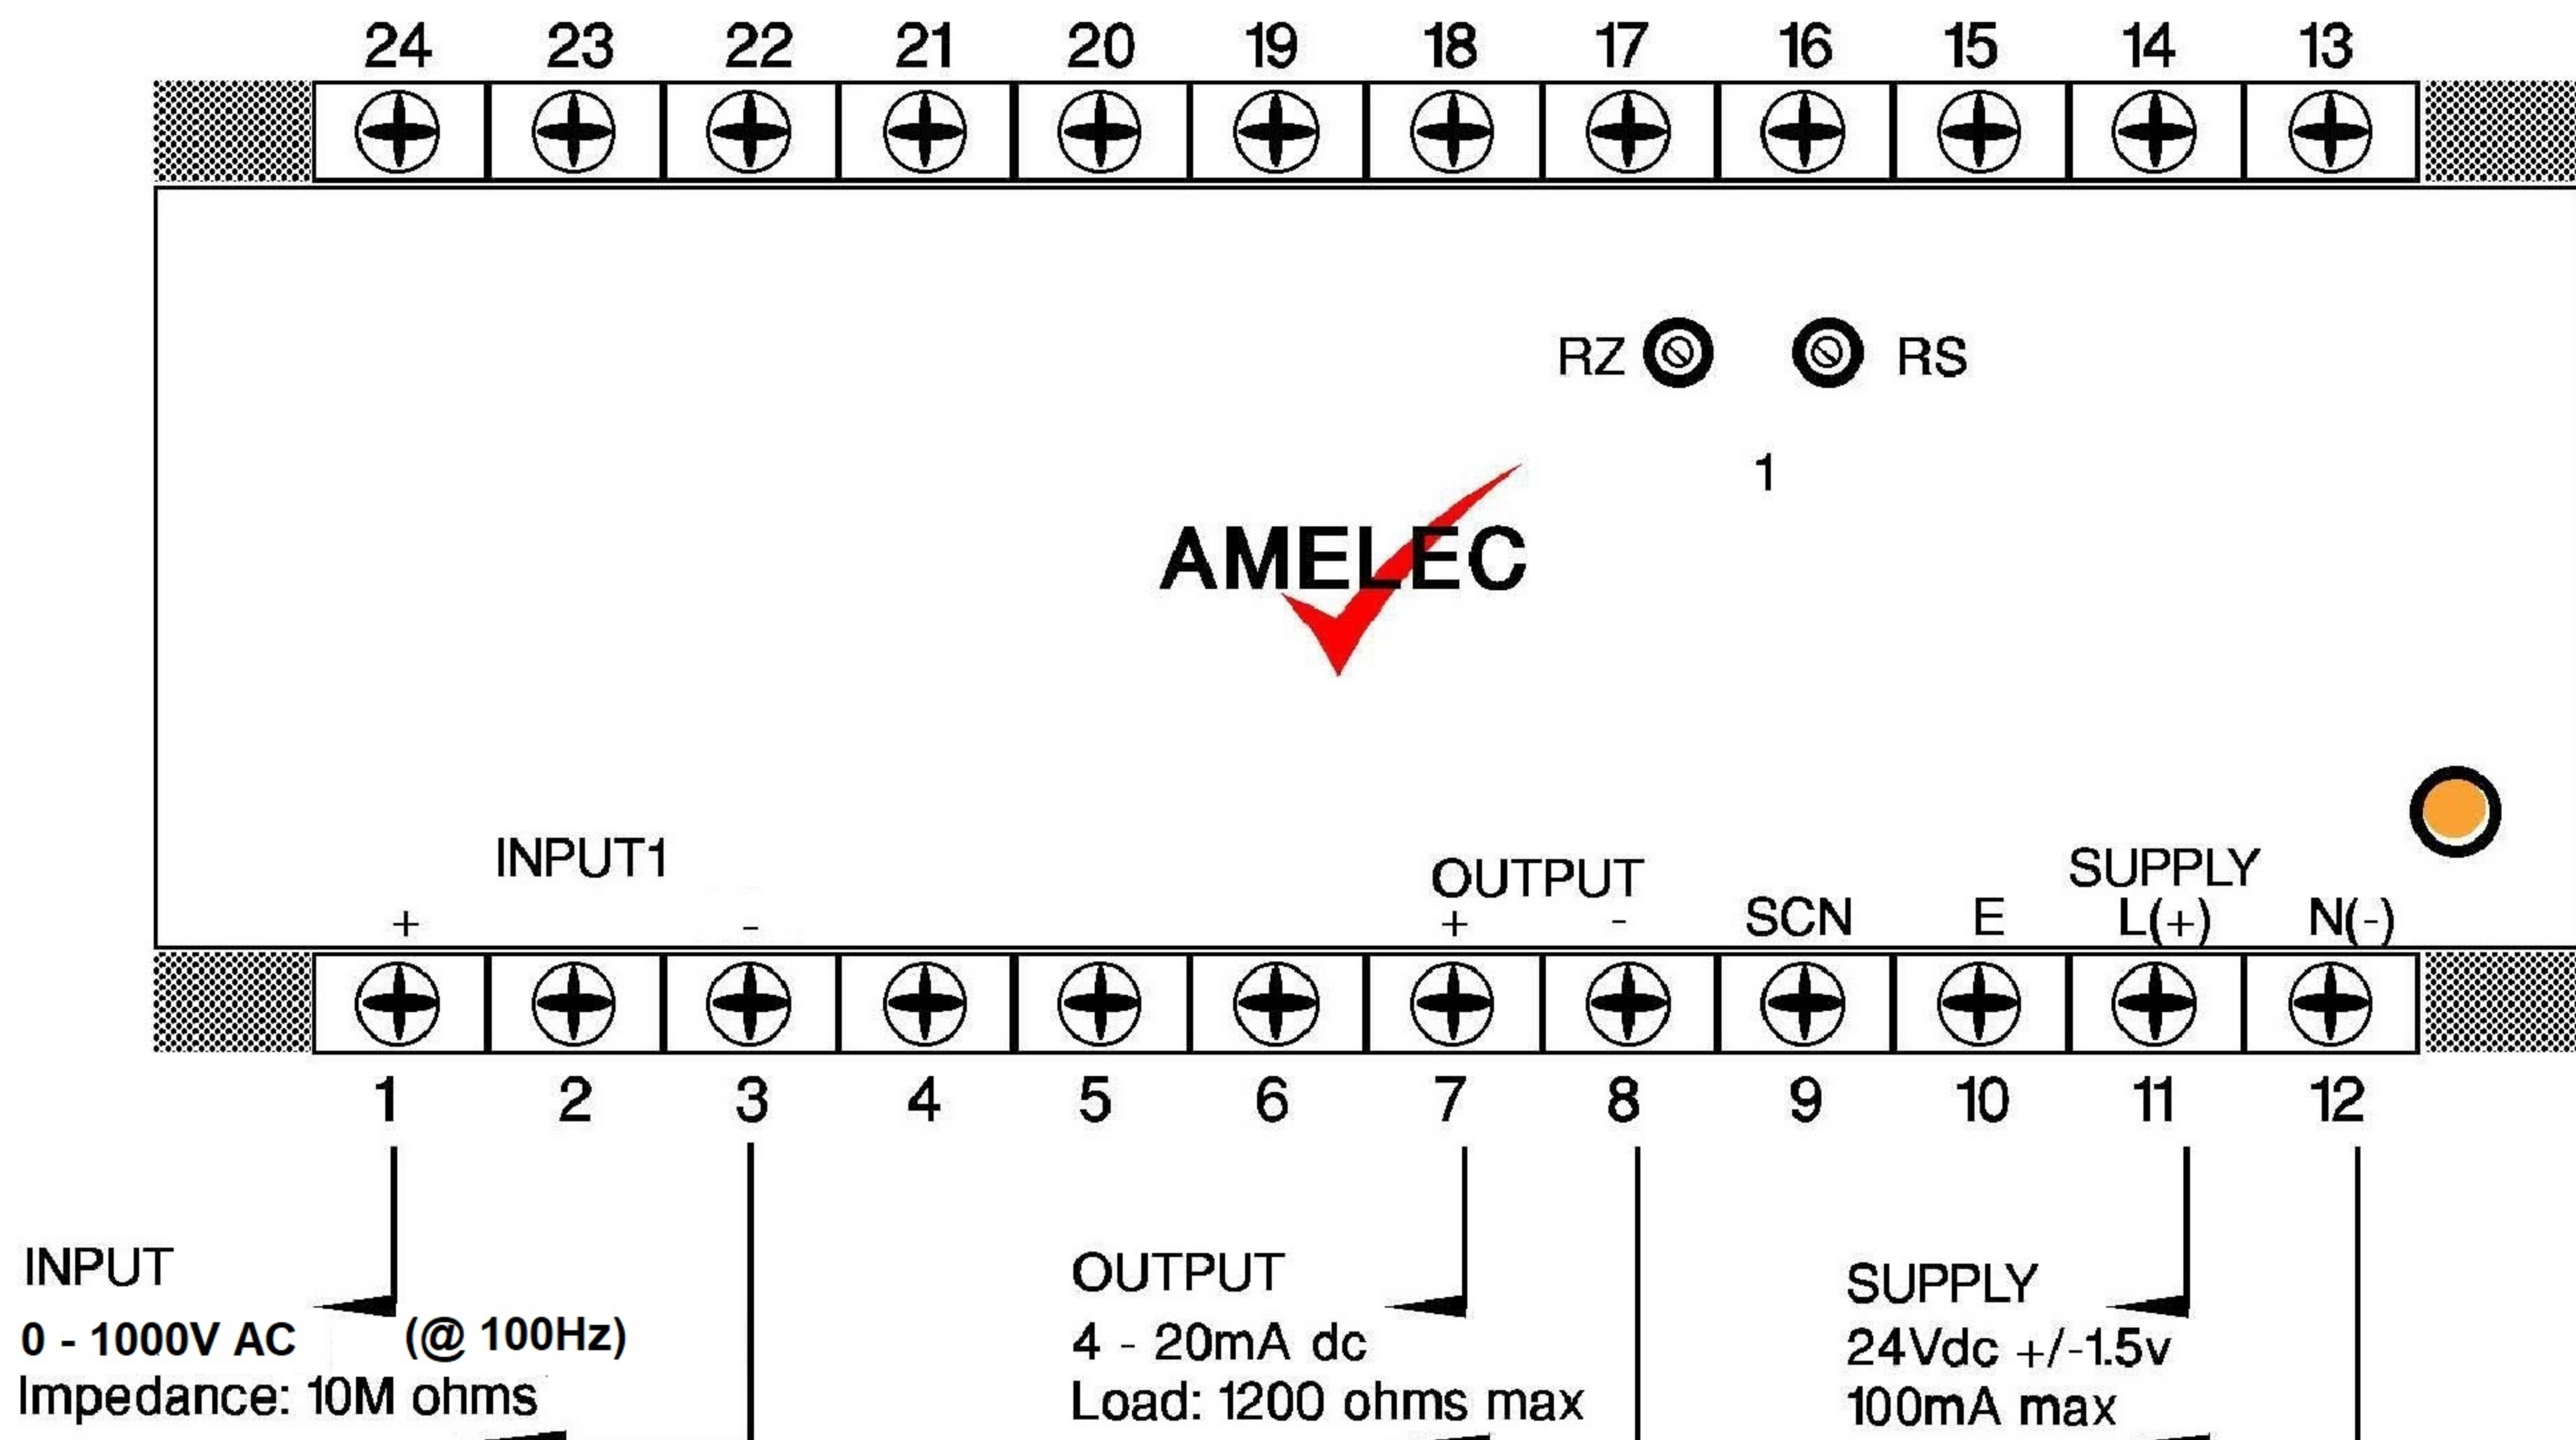 24 23 22 21 20 19 18 17 16 15 14 13
RZ RS
1
AMELEC
INPUT1
+ -
OUTPUT
+ -
SCN E
SUPPLY
L(+) N(-)
1 2 3 4 5 6 7 8 9 10 11 12
INPUT
0 - 1000V AC (@ 100Hz)
Impedance: 10M ohms
OUTPUT
4 - 20mA dc
Load: 1200 ohms max
SUPPLY
24Vdc +/-1.5v
100mA max